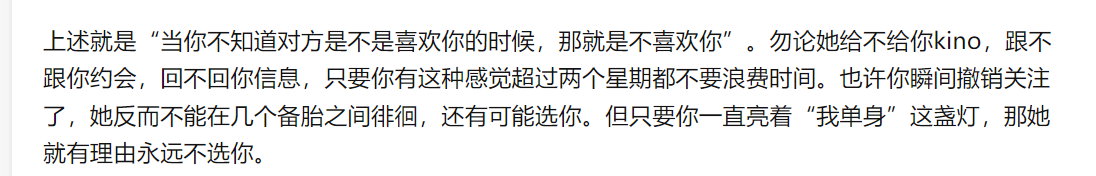 上述就是“当你不知道对方是不是喜欢你的时候，那就是不喜欢你”。勿论她给不给你kino，跟不
跟你约会，回不回你信息，只要你有这种感觉超过两个星期都不要浪费时间。也许你瞬间撤销关注
了，她反而不能在几个备胎之间徘徊，还有可能选你。但只要你一直亮着“我单身”这盏灯，那她
就有理由永远不选你。